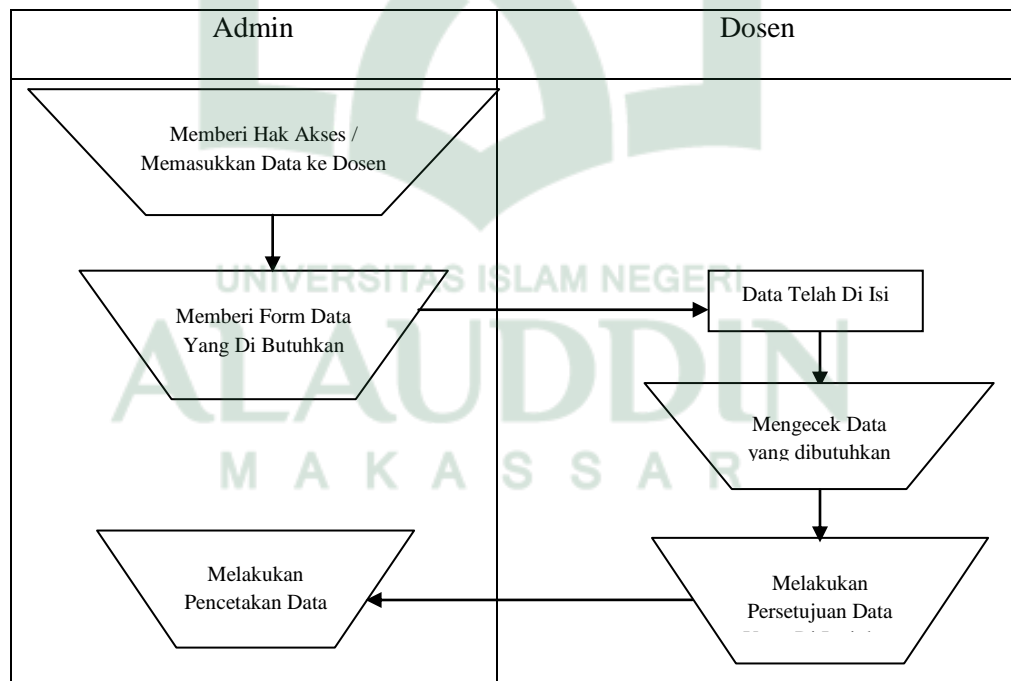 Admin
Dosen
Memberi Hak Akses /
Memasukkan Data ke Dosen
UNIVERSITAS ISLAM NEGERI
Memberi Form Data
Yang Di Butuhkan
Data Telah Di Isi
ALAUDDIN
Mengecek Data
yang dibutuhkan
MAKASSAR
Melakukan
Pencetakan Data
Melakukan
Persetujuan Data